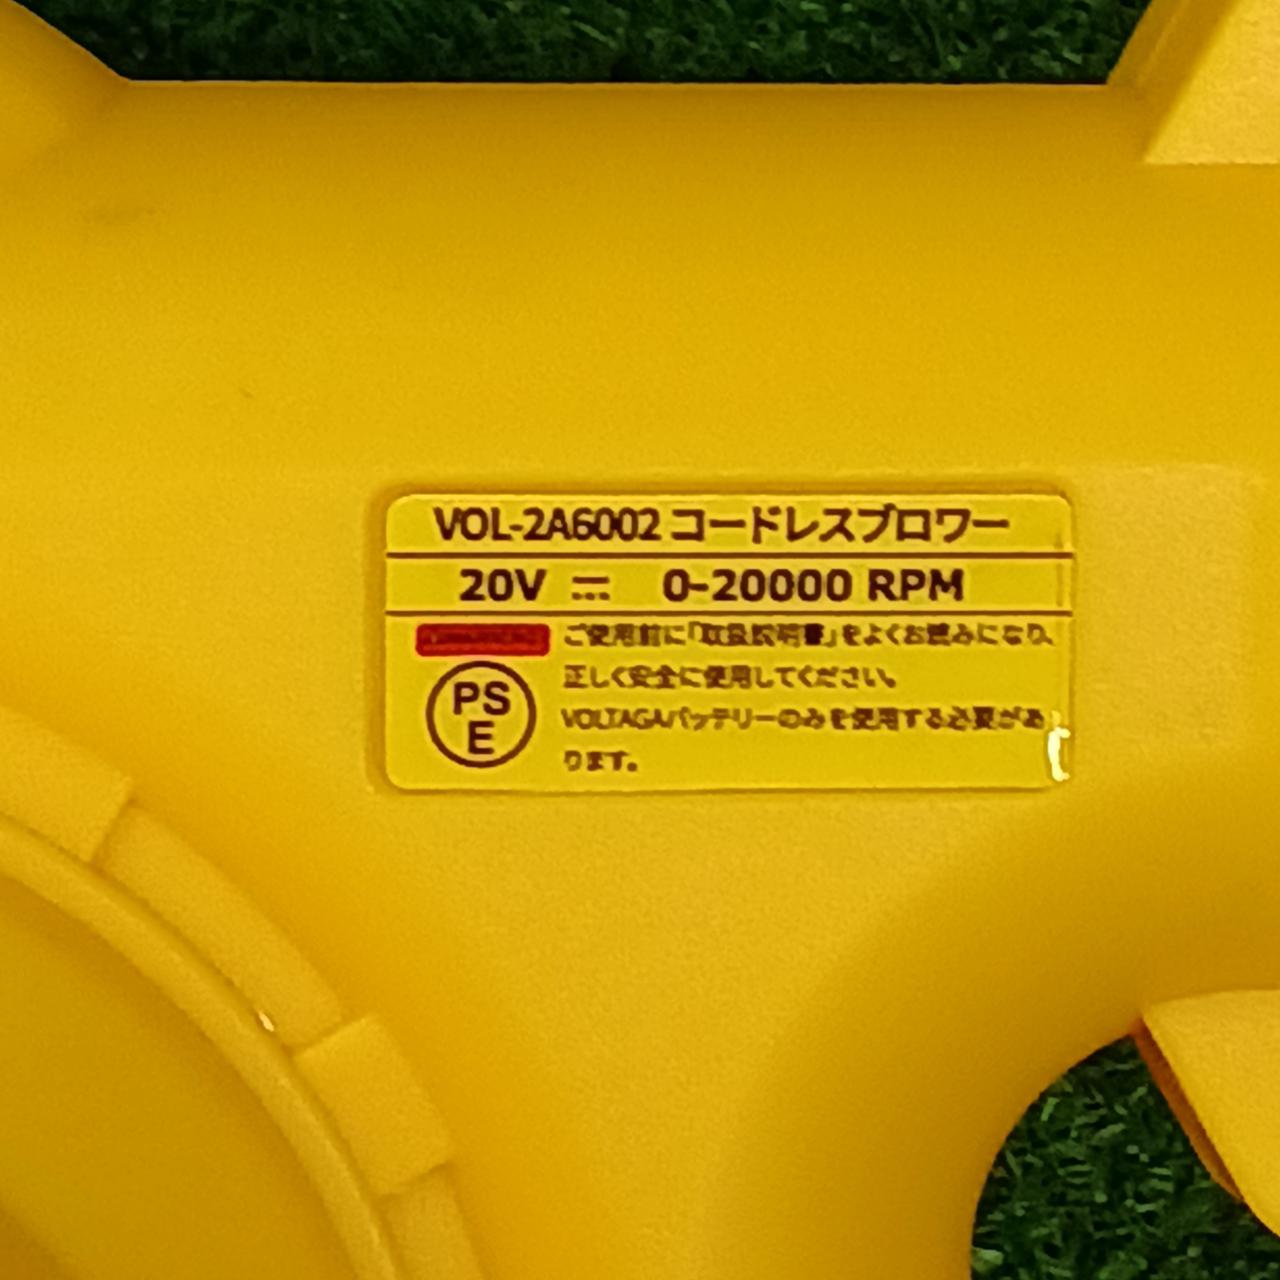 VOL-2A6002 コードレスブロワー
20V ⎓ 0-20000 RPM
ご使用前に「取扱説明書」をよくお読みになり、
正しく安全に使用してください。
PS
E
VOLTAGAバッテリーのみを使用する必要があ
ります。